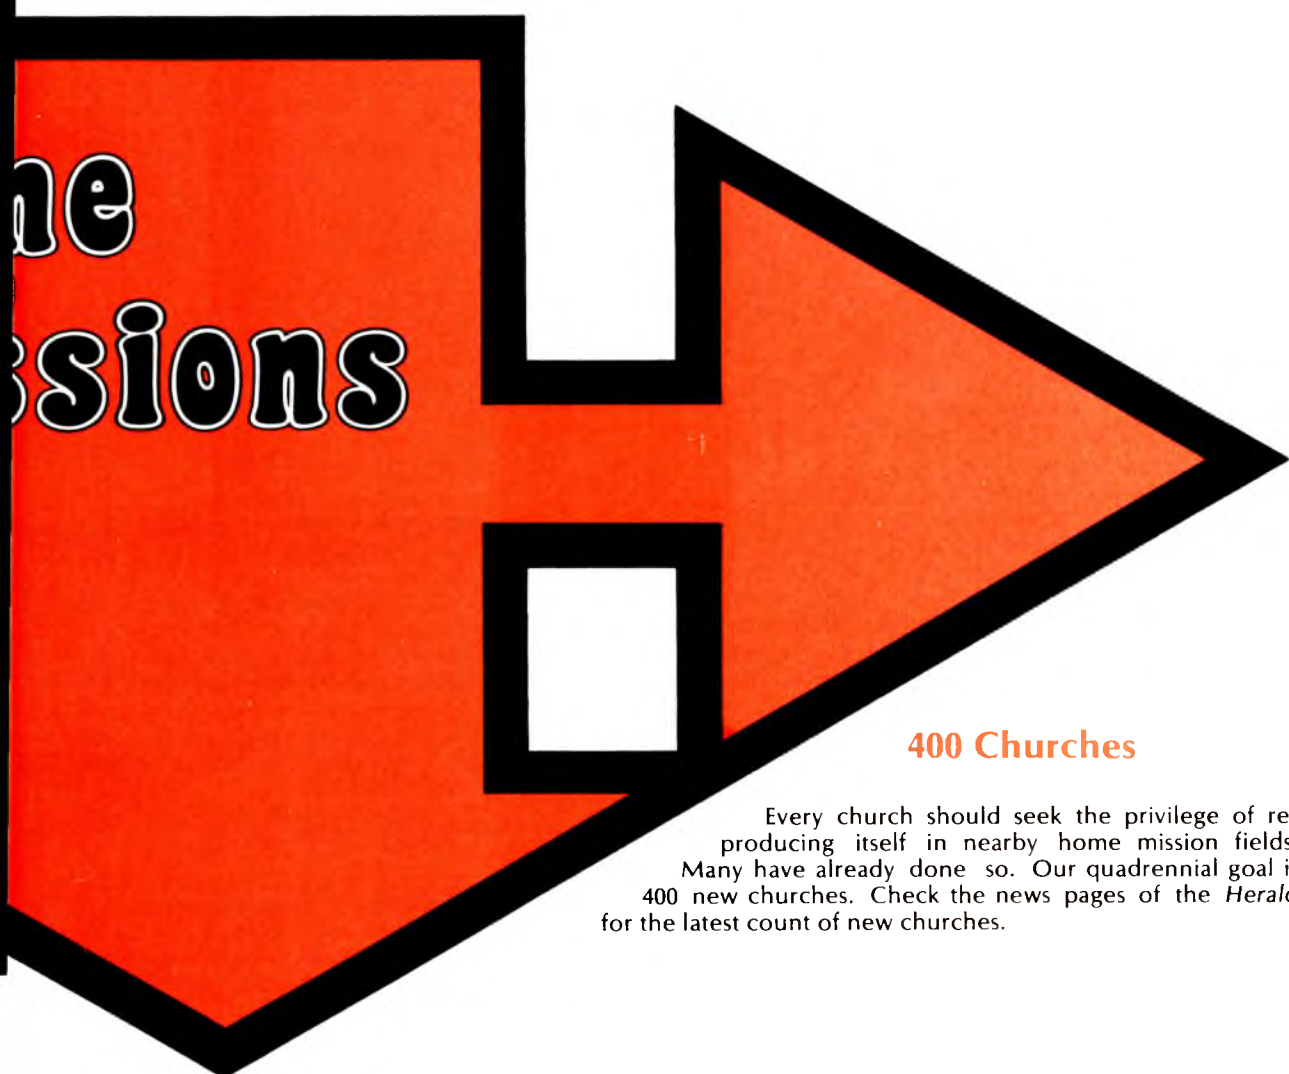 ne
ssions
400 Churches
Every church should seek the privilege of re
producing itself in nearby home mission fields
Many have already done so. Our quadrennial goal i
400 new churches. Check the news pages of the Heral
for the latest count of new churches.